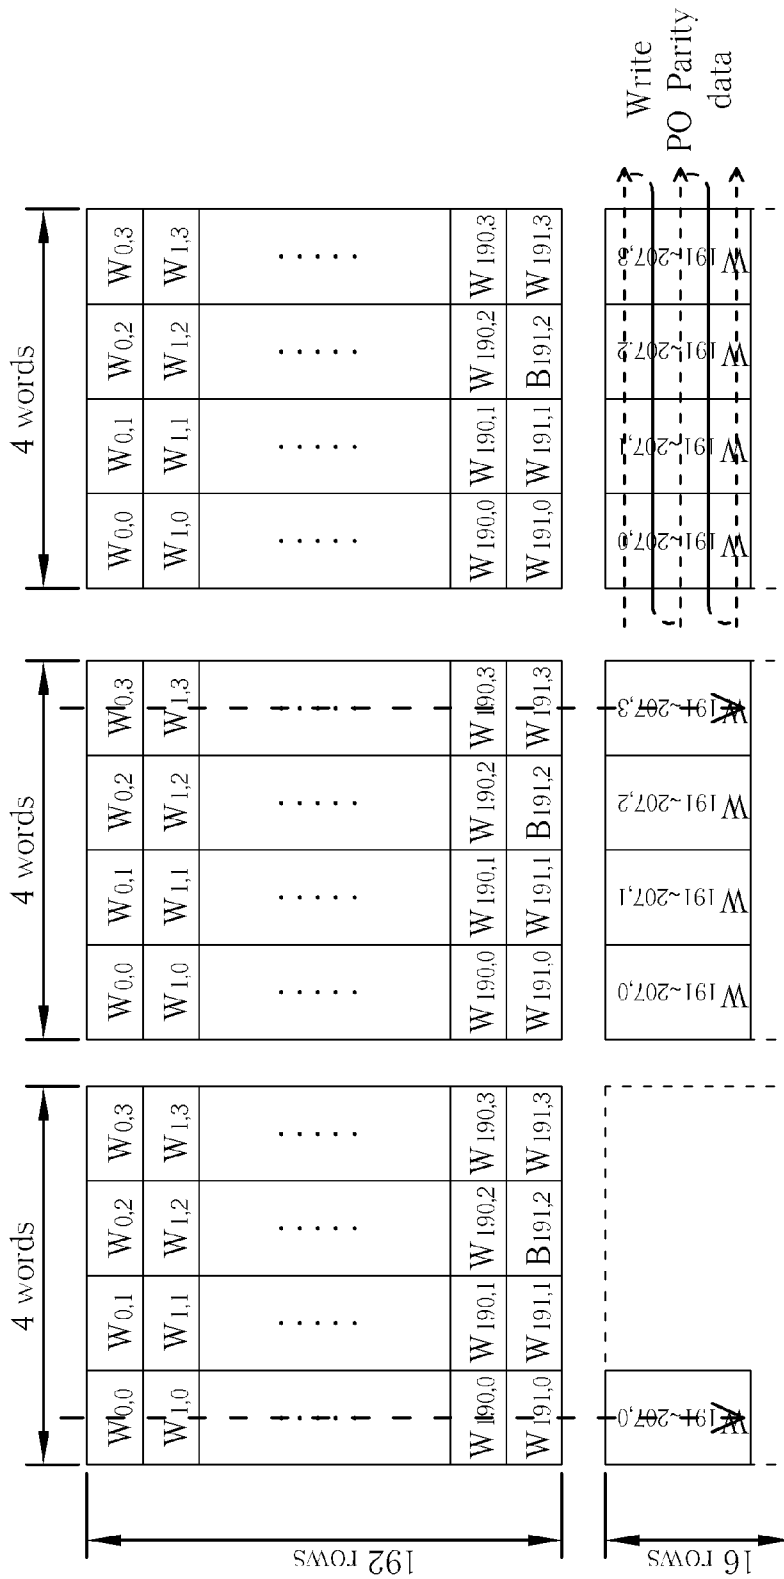 4 words 4 words 4 words
W0,0 W0,1 W0,2 W0,3 W0,0 W0,1 W0,2 W0,3 W0,0 W0,1 W0,2 W0,3
W1,0 W1,1 W1,2 W1,3 W1,0 W1,1 W1,2 W1,3 W1,0 W1,1 W1,2 W1,3
192 rows
..... ..... ..... ..... ..... ..... ..... ..... ..... ..... ..... .....
W190,0 W190,1 W190,2 W190,3 W190,0 W190,1 W190,2 W190,3 W190,0 W190,1 W190,2 W190,3
W191,0 W191,1 B191,2 W191,3 W191,0 W191,1 B191,2 W191,3 W191,0 W191,1 B191,2 W191,3
16 rows
W191~207,0 W191~207,0 W191~207,1 W191~207,2 W191~207,3 W191~207,0 W191~207,1 W191~207,2 W191~207,3
Write
PO Parity
data